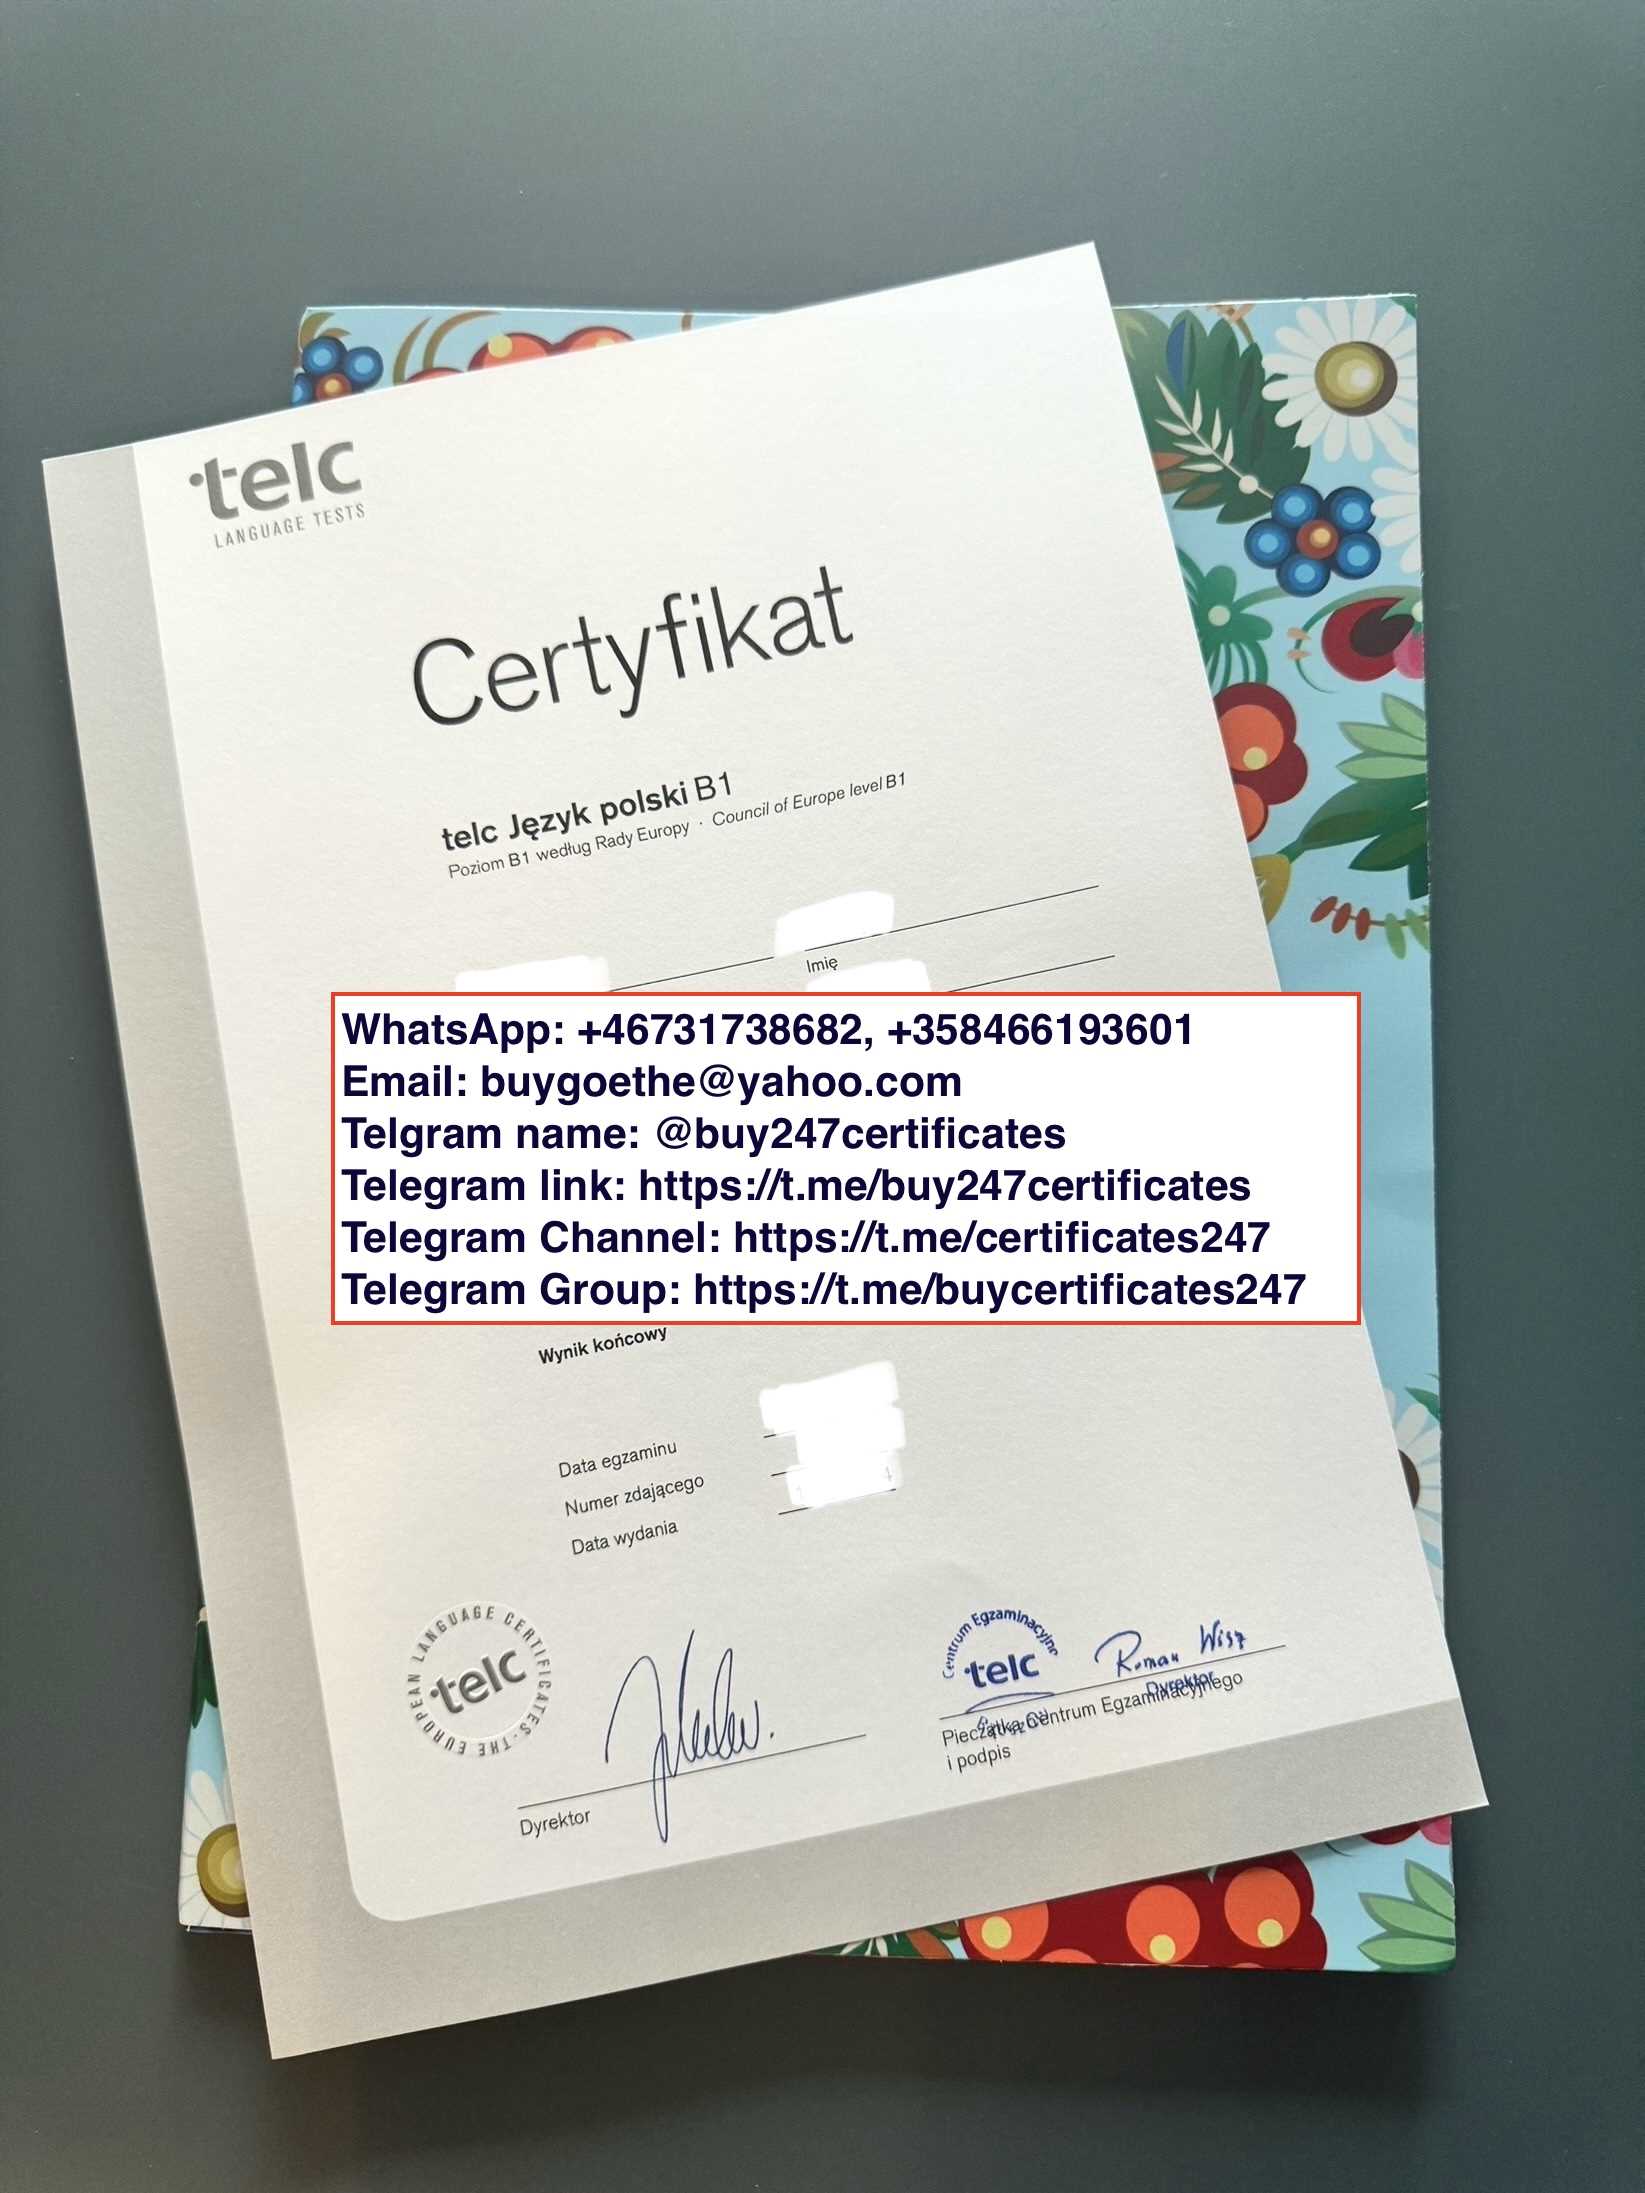 telc
LANGUAGE TESTS
Certyfikat
telc Język polski B1
Poziom B1 według Rady Europy · Council of Europe level B1
Imię
WhatsApp: +46731738682, +358466193601
Email: buygoethe@yahoo.com
Telgram name: @buy247certificates
Telegram link: https://t.me/buy247certificates
Telegram Channel: https://t.me/certificates247
Telegram Group: https://t.me/buycertificates247
Wynik końcowy
Data egzaminu
Numer zdającego
Data wydania
THE EUROPEAN LANGUAGE CERTIFICATES
telc
Dyrektor
Centrum Egzaminacyjne
telc
Roman Wisz
Dyrektor
Pieczątka Centrum Egzaminacyjnego
i podpis